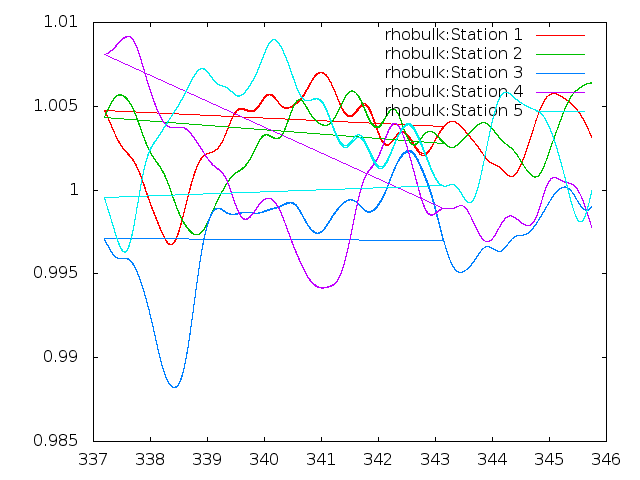 1.01
1.005
1
0.995
0.99
0.985
337 338 339 340 341 342 343 344 345 346
rhobulk:Station 1
rhobulk:Station 2
rhobulk:Station 3
rhobulk:Station 4
rhobulk:Station 5